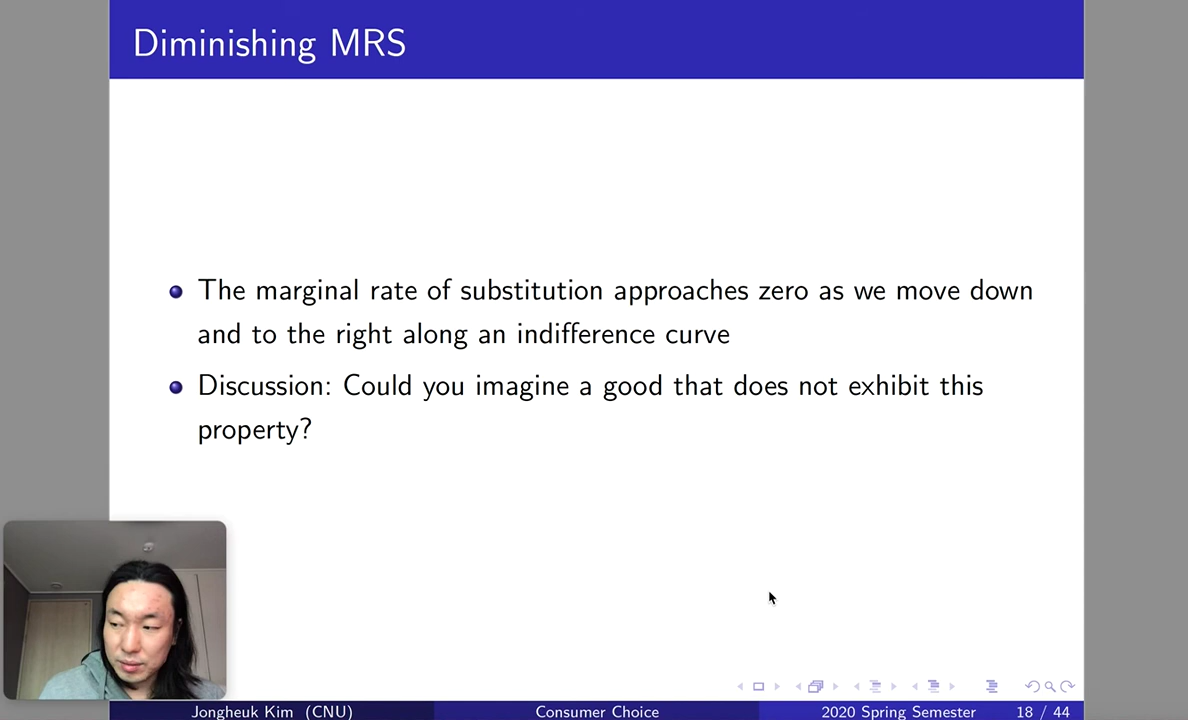 Diminishing MRS
The marginal rate of substitution approaches zero as we move down
and to the right along an indifference curve
Discussion: Could you imagine a good that does not exhibit this
property?
Jongheuk Kim (CNU)
Consumer Choice
2020 Spring Semester
18 / 44